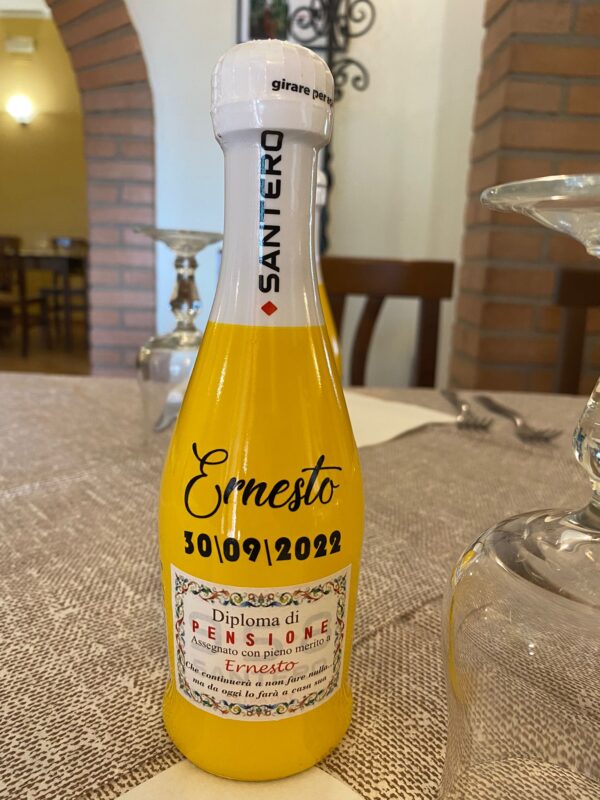 girare per
SANTERO
Ernesto
30\09\2022
Diploma di
PENSIONE
Assegnato con pieno merito a
Ernesto
Che continuerà a non fare nulla...
ma da oggi lo farà a casa sua